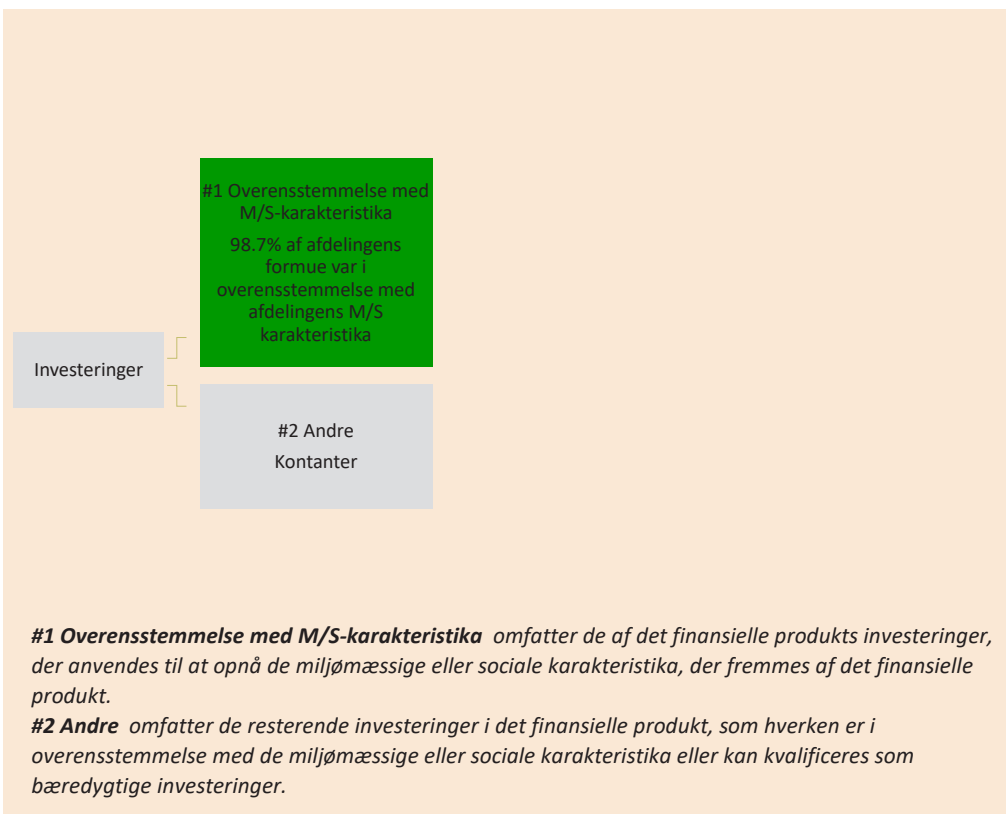 #1 Overensstemmelse med
M/S-karakteristika
98.7% af afdelingens
formue var i
overensstemmelse med
afdelingens M/S
karakteristika
Investeringer
#2 Andre
Kontanter
#1 Overensstemmelse med M/S-karakteristika omfatter de af det finansielle produkts investeringer,
der anvendes til at opnå de miljømæssige eller sociale karakteristika, der fremmes af det finansielle
produkt.
#2 Andre omfatter de resterende investeringer i det finansielle produkt, som hverken er i
overensstemmelse med de miljømæssige eller sociale karakteristika eller kan kvalificeres som
bæredygtige investeringer.